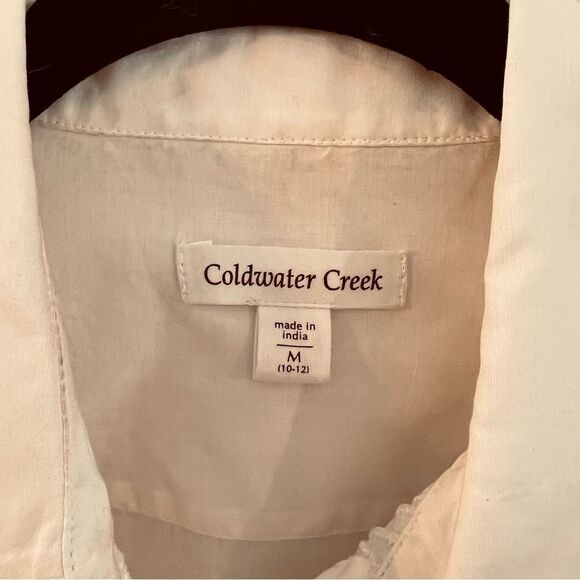 Coldwater Creek
made in
india
M
(10-12)